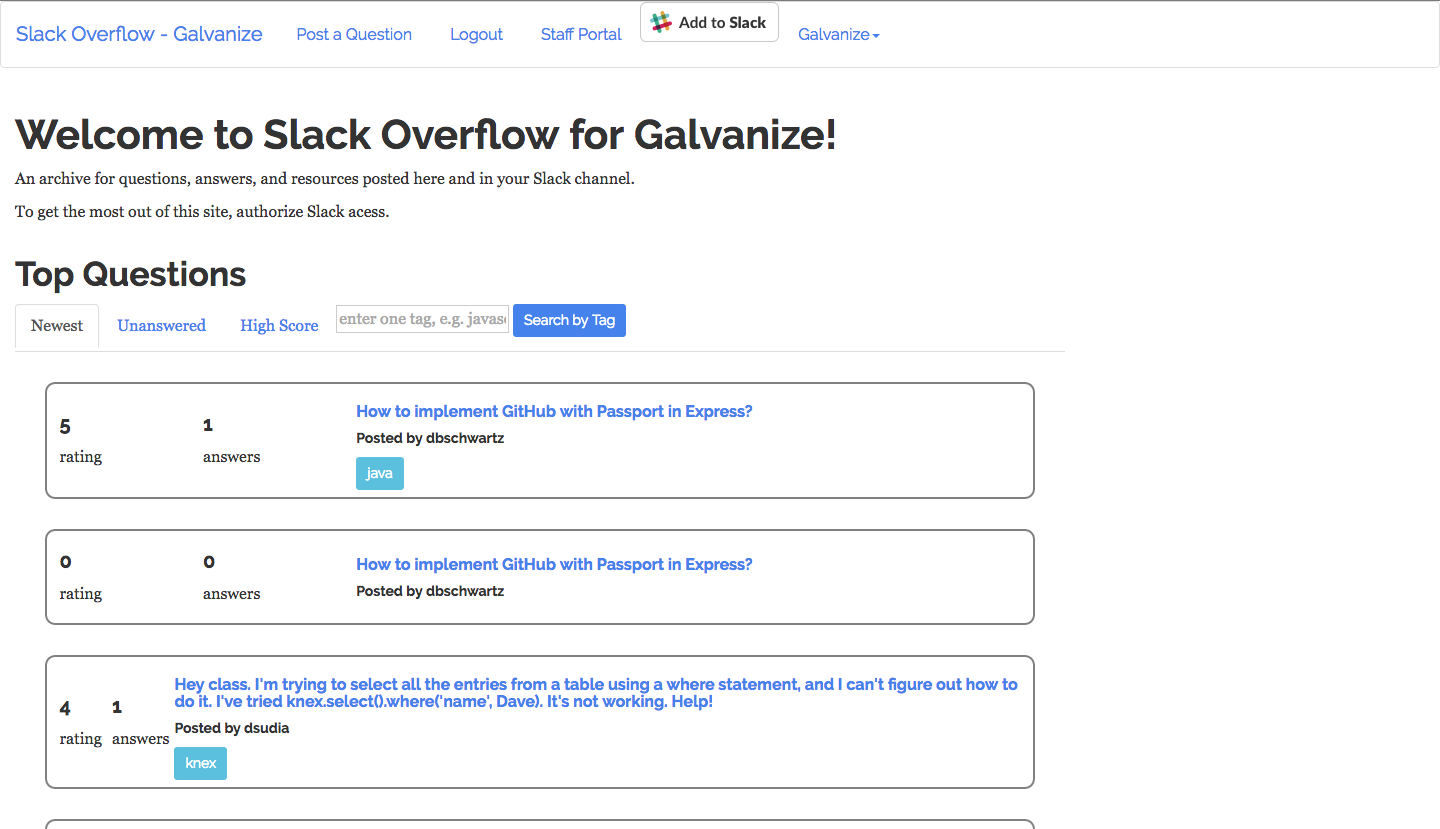 Slack Overflow - Galvanize Post a Question Logout Staff Portal Add to Slack Galvanize
Welcome to Slack Overflow for Galvanize!
An archive for questions, answers, and resources posted here and in your Slack channel.
To get the most out of this site, authorize Slack acess.
Top Questions
Newest Unanswered High Score enter one tag, e.g. javas Search by Tag
How to implement GitHub with Passport in Express?
5 1
Posted by dbschwartz
rating answers
java
How to implement GitHub with Passport in Express?
0 0
Posted by dbschwartz
rating answers
Hey class. I'm trying to select all the entries from a table using a where statement, and I can't figure out how to
do it. I've tried knex.select().where('name', Dave). It's not working. Help!
4 1
Posted by dsudia
rating answers
knex